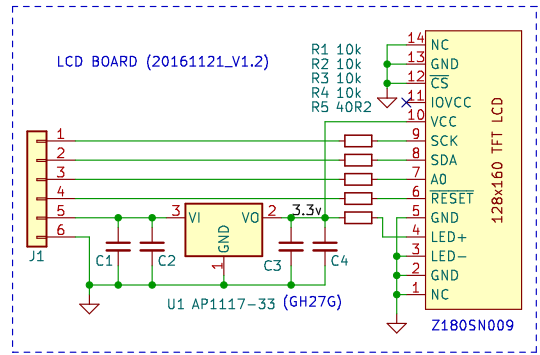 LCD BOARD (20161121_V1.2)
R1 10k
R2 10k
R3 10k
R4 10k
R5 40R2
14 NC
13 GND
12 CS
11 IOVCC
10 VCC
9 SCK
8 SDA
7 A0
6 RESET
5 GND
4 LED+
3 LED-
2 GND
1 NC
128x160 TFT LCD
Z180SN009
1
2
3
4
5
6
J1
C1
C2
3 VI
VO 2
GND
1
3.3v
C3
C4
U1 AP1117-33 (GH27G)